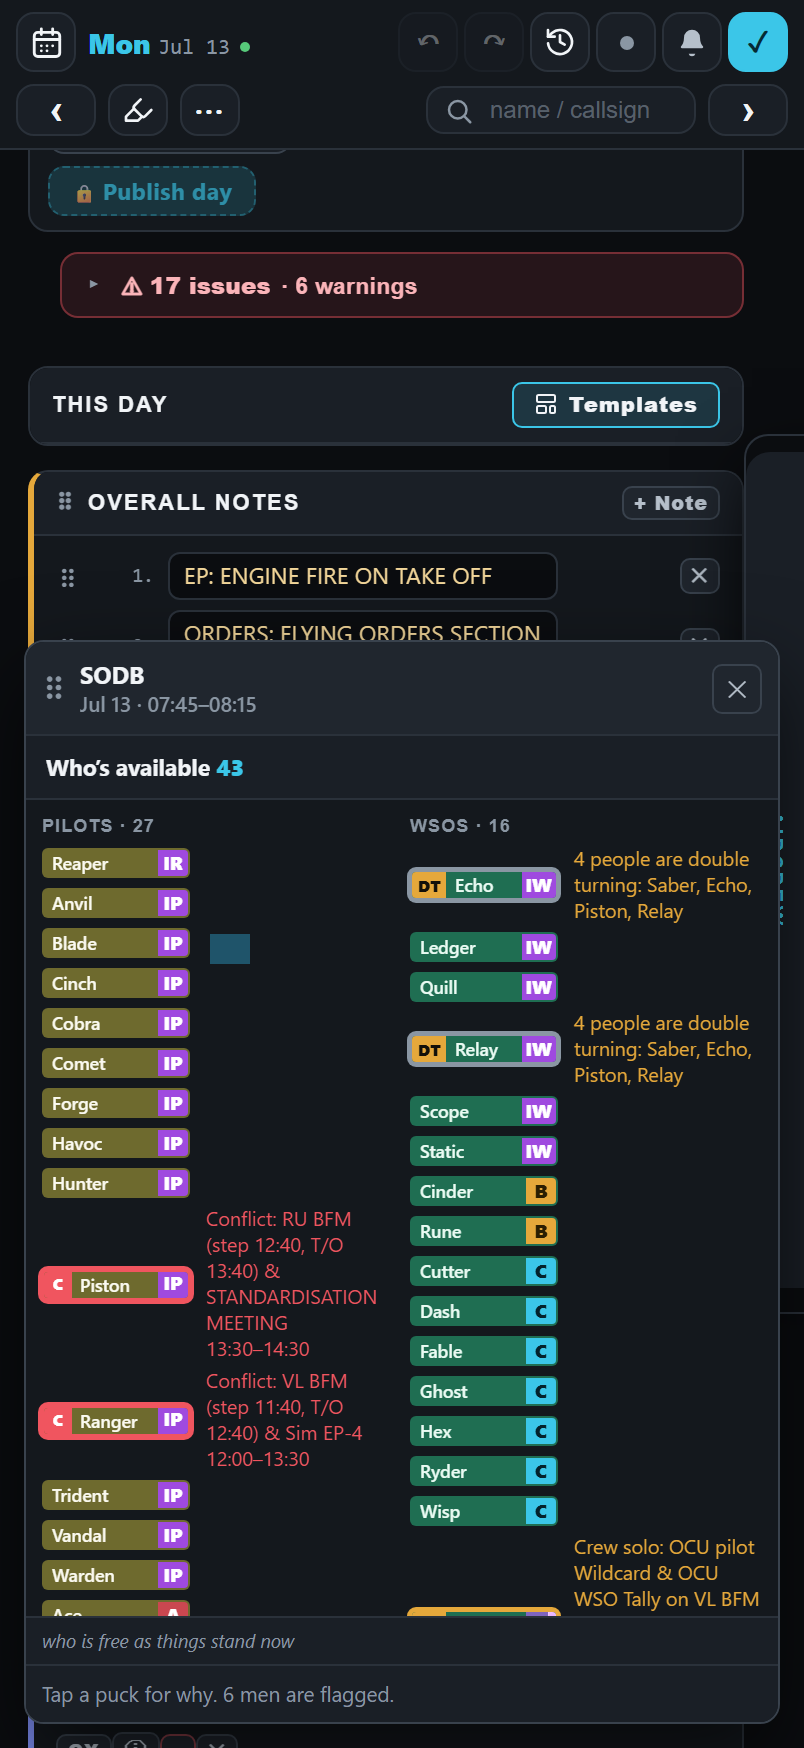 Mon Jul 13
name / callsign
Publish day
17 issues · 6 warnings
THIS DAY
Templates
OVERALL NOTES
+ Note
1.
EP: ENGINE FIRE ON TAKE OFF
ORDERS: FLYING ORDERS SECTION
SODB
Jul 13 · 07:45–08:15
Who's available 43
PILOTS · 27
Reaper IR
Anvil IP
Blade IP
Cinch IP
Cobra IP
Comet IP
Forge IP
Havoc IP
Hunter IP
C Piston IP
Conflict: RU BFM
(step 12:40, T/O
13:40) &
STANDARDISATION
MEETING
13:30–14:30
C Ranger IP
Conflict: VL BFM
(step 11:40, T/O
12:40) & Sim EP-4
12:00–13:30
Trident IP
Vandal IP
Warden IP
Ace A
WSOS · 16
DT Echo IW
4 people are double
turning: Saber, Echo,
Piston, Relay
Ledger IW
Quill IW
DT Relay IW
4 people are double
turning: Saber, Echo,
Piston, Relay
Scope IW
Static IW
Cinder B
Rune B
Cutter C
Dash C
Fable C
Ghost C
Hex C
Ryder C
Wisp C
Crew solo: OCU pilot
Wildcard & OCU
WSO Tally on VL BFM
who is free as things stand now
Tap a puck for why. 6 men are flagged.